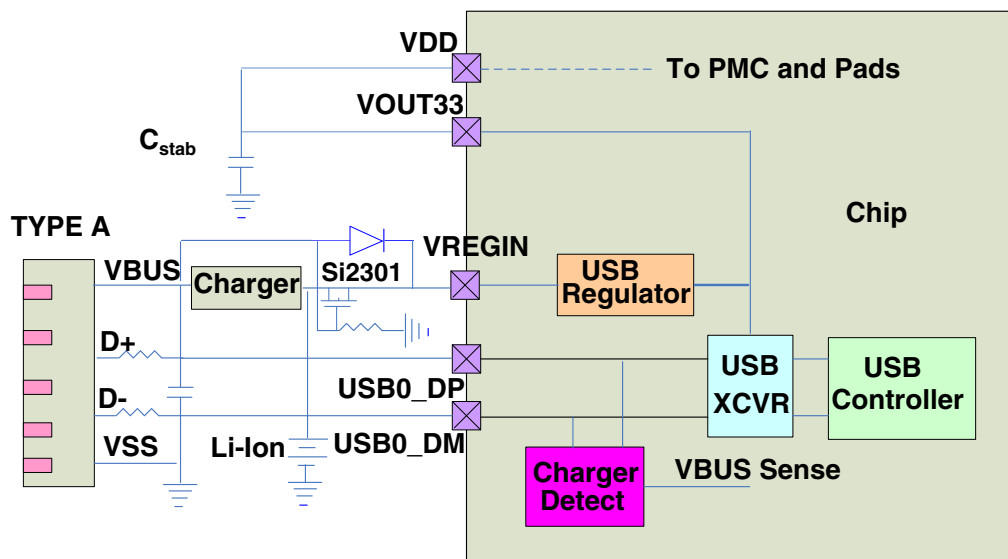 VDD
To PMC and Pads
VOUT33
C_stab
Chip
TYPE A
VREGIN
VBUS
Charger
Si2301
USB
Regulator
D+
USB0_DP
USB
XCVR
USB
Controller
D-
USB0_DM
Li-Ion
VSS
Charger
Detect
VBUS Sense